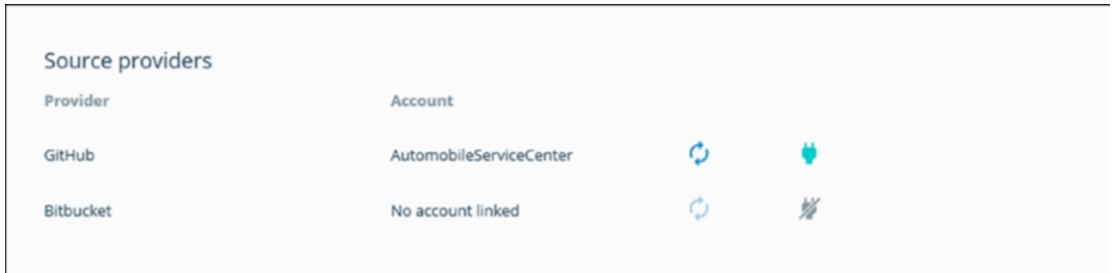 Source providers
Provider Account
GitHub AutomobileServiceCenter
Bitbucket No account linked